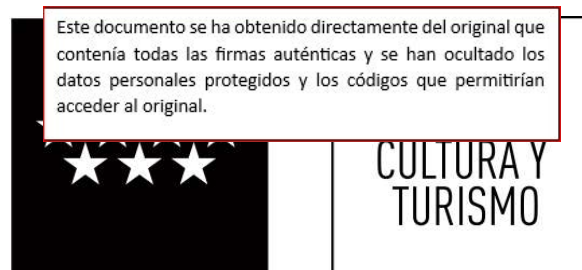 Este documento se ha obtenido directamente del original que
contenía todas las firmas auténticas y se han ocultado los
datos personales protegidos y los códigos que permitirían
acceder al original.
CULTURA Y
TURISMO